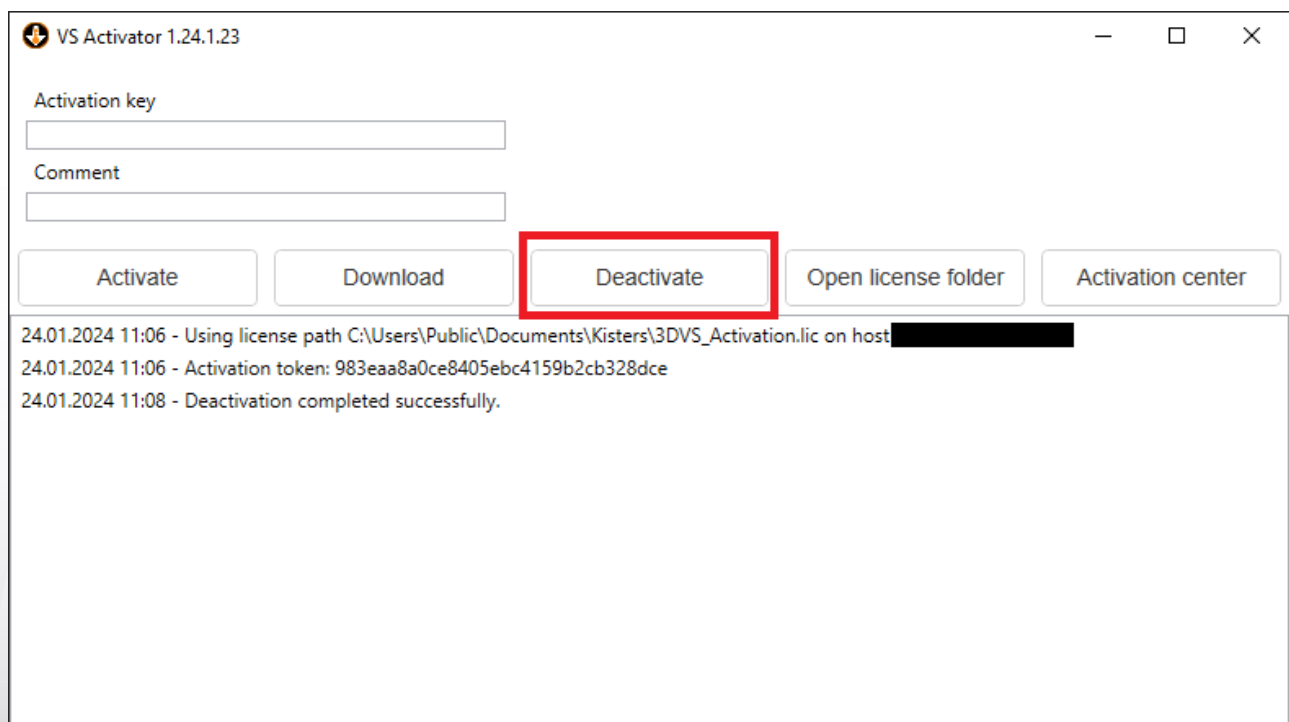 VS Activator 1.24.1.23
Activation key
Comment
Activate Download Deactivate Open license folder Activation center
24.01.2024 11:06 - Using license path C:\Users\Public\Documents\Kisters\3DVS_Activation.lic on host
24.01.2024 11:06 - Activation token: 983eaa8a0ce8405ebc4159b2cb328dce
24.01.2024 11:08 - Deactivation completed successfully.